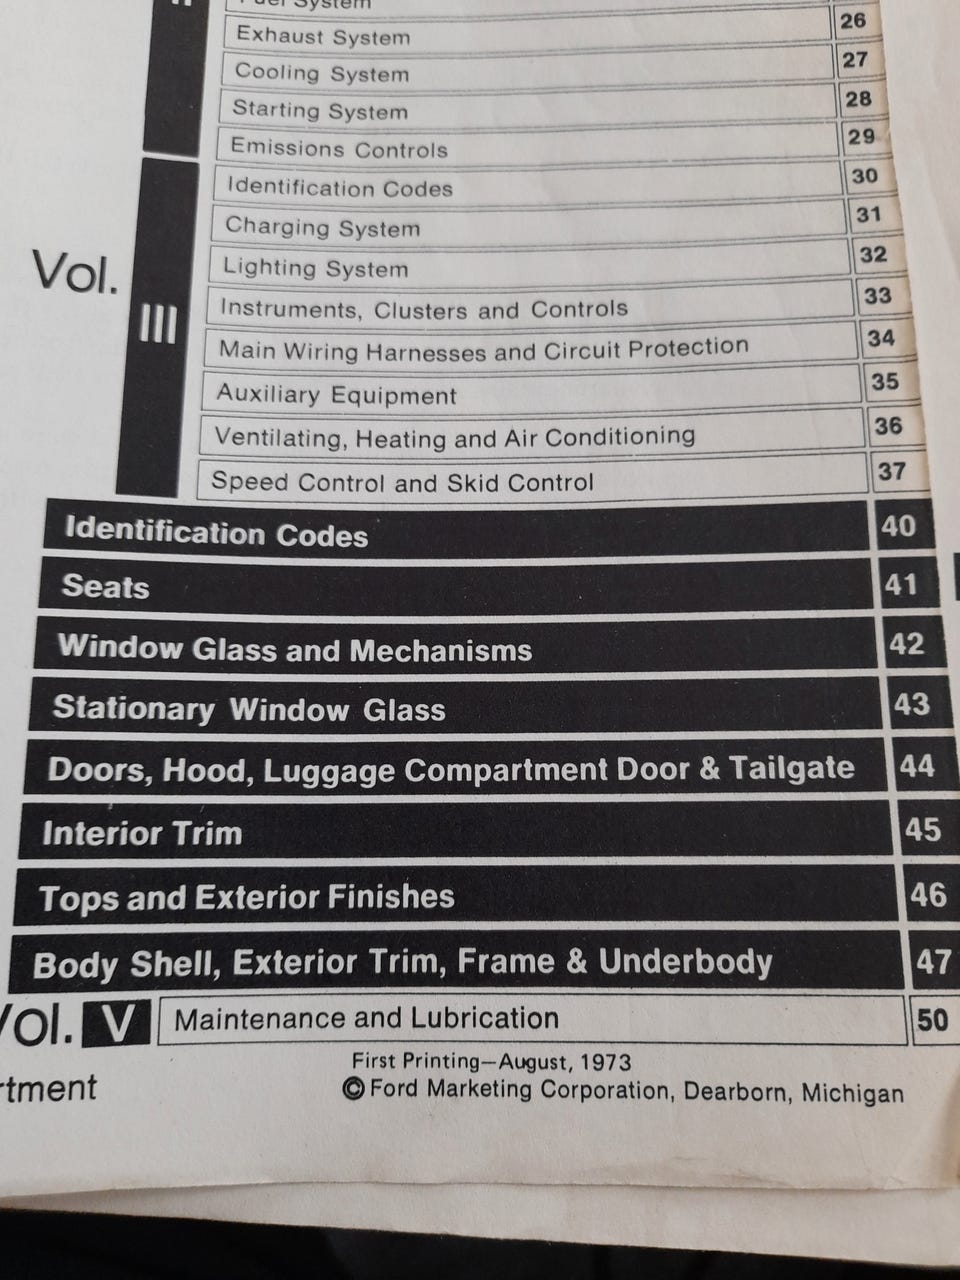 Fuel System
Exhaust System 26
Cooling System 27
Starting System 28
Emissions Controls 29
Identification Codes 30
Charging System 31
Lighting System 32
Vol. III
Instruments, Clusters and Controls 33
Main Wiring Harnesses and Circuit Protection 34
Auxiliary Equipment 35
Ventilating, Heating and Air Conditioning 36
Speed Control and Skid Control 37
Identification Codes 40
Seats 41
Window Glass and Mechanisms 42
Stationary Window Glass 43
Doors, Hood, Luggage Compartment Door & Tailgate 44
Interior Trim 45
Tops and Exterior Finishes 46
Body Shell, Exterior Trim, Frame & Underbody 47
Vol. V Maintenance and Lubrication 50
First Printing—August, 1973
rtment
© Ford Marketing Corporation, Dearborn, Michigan